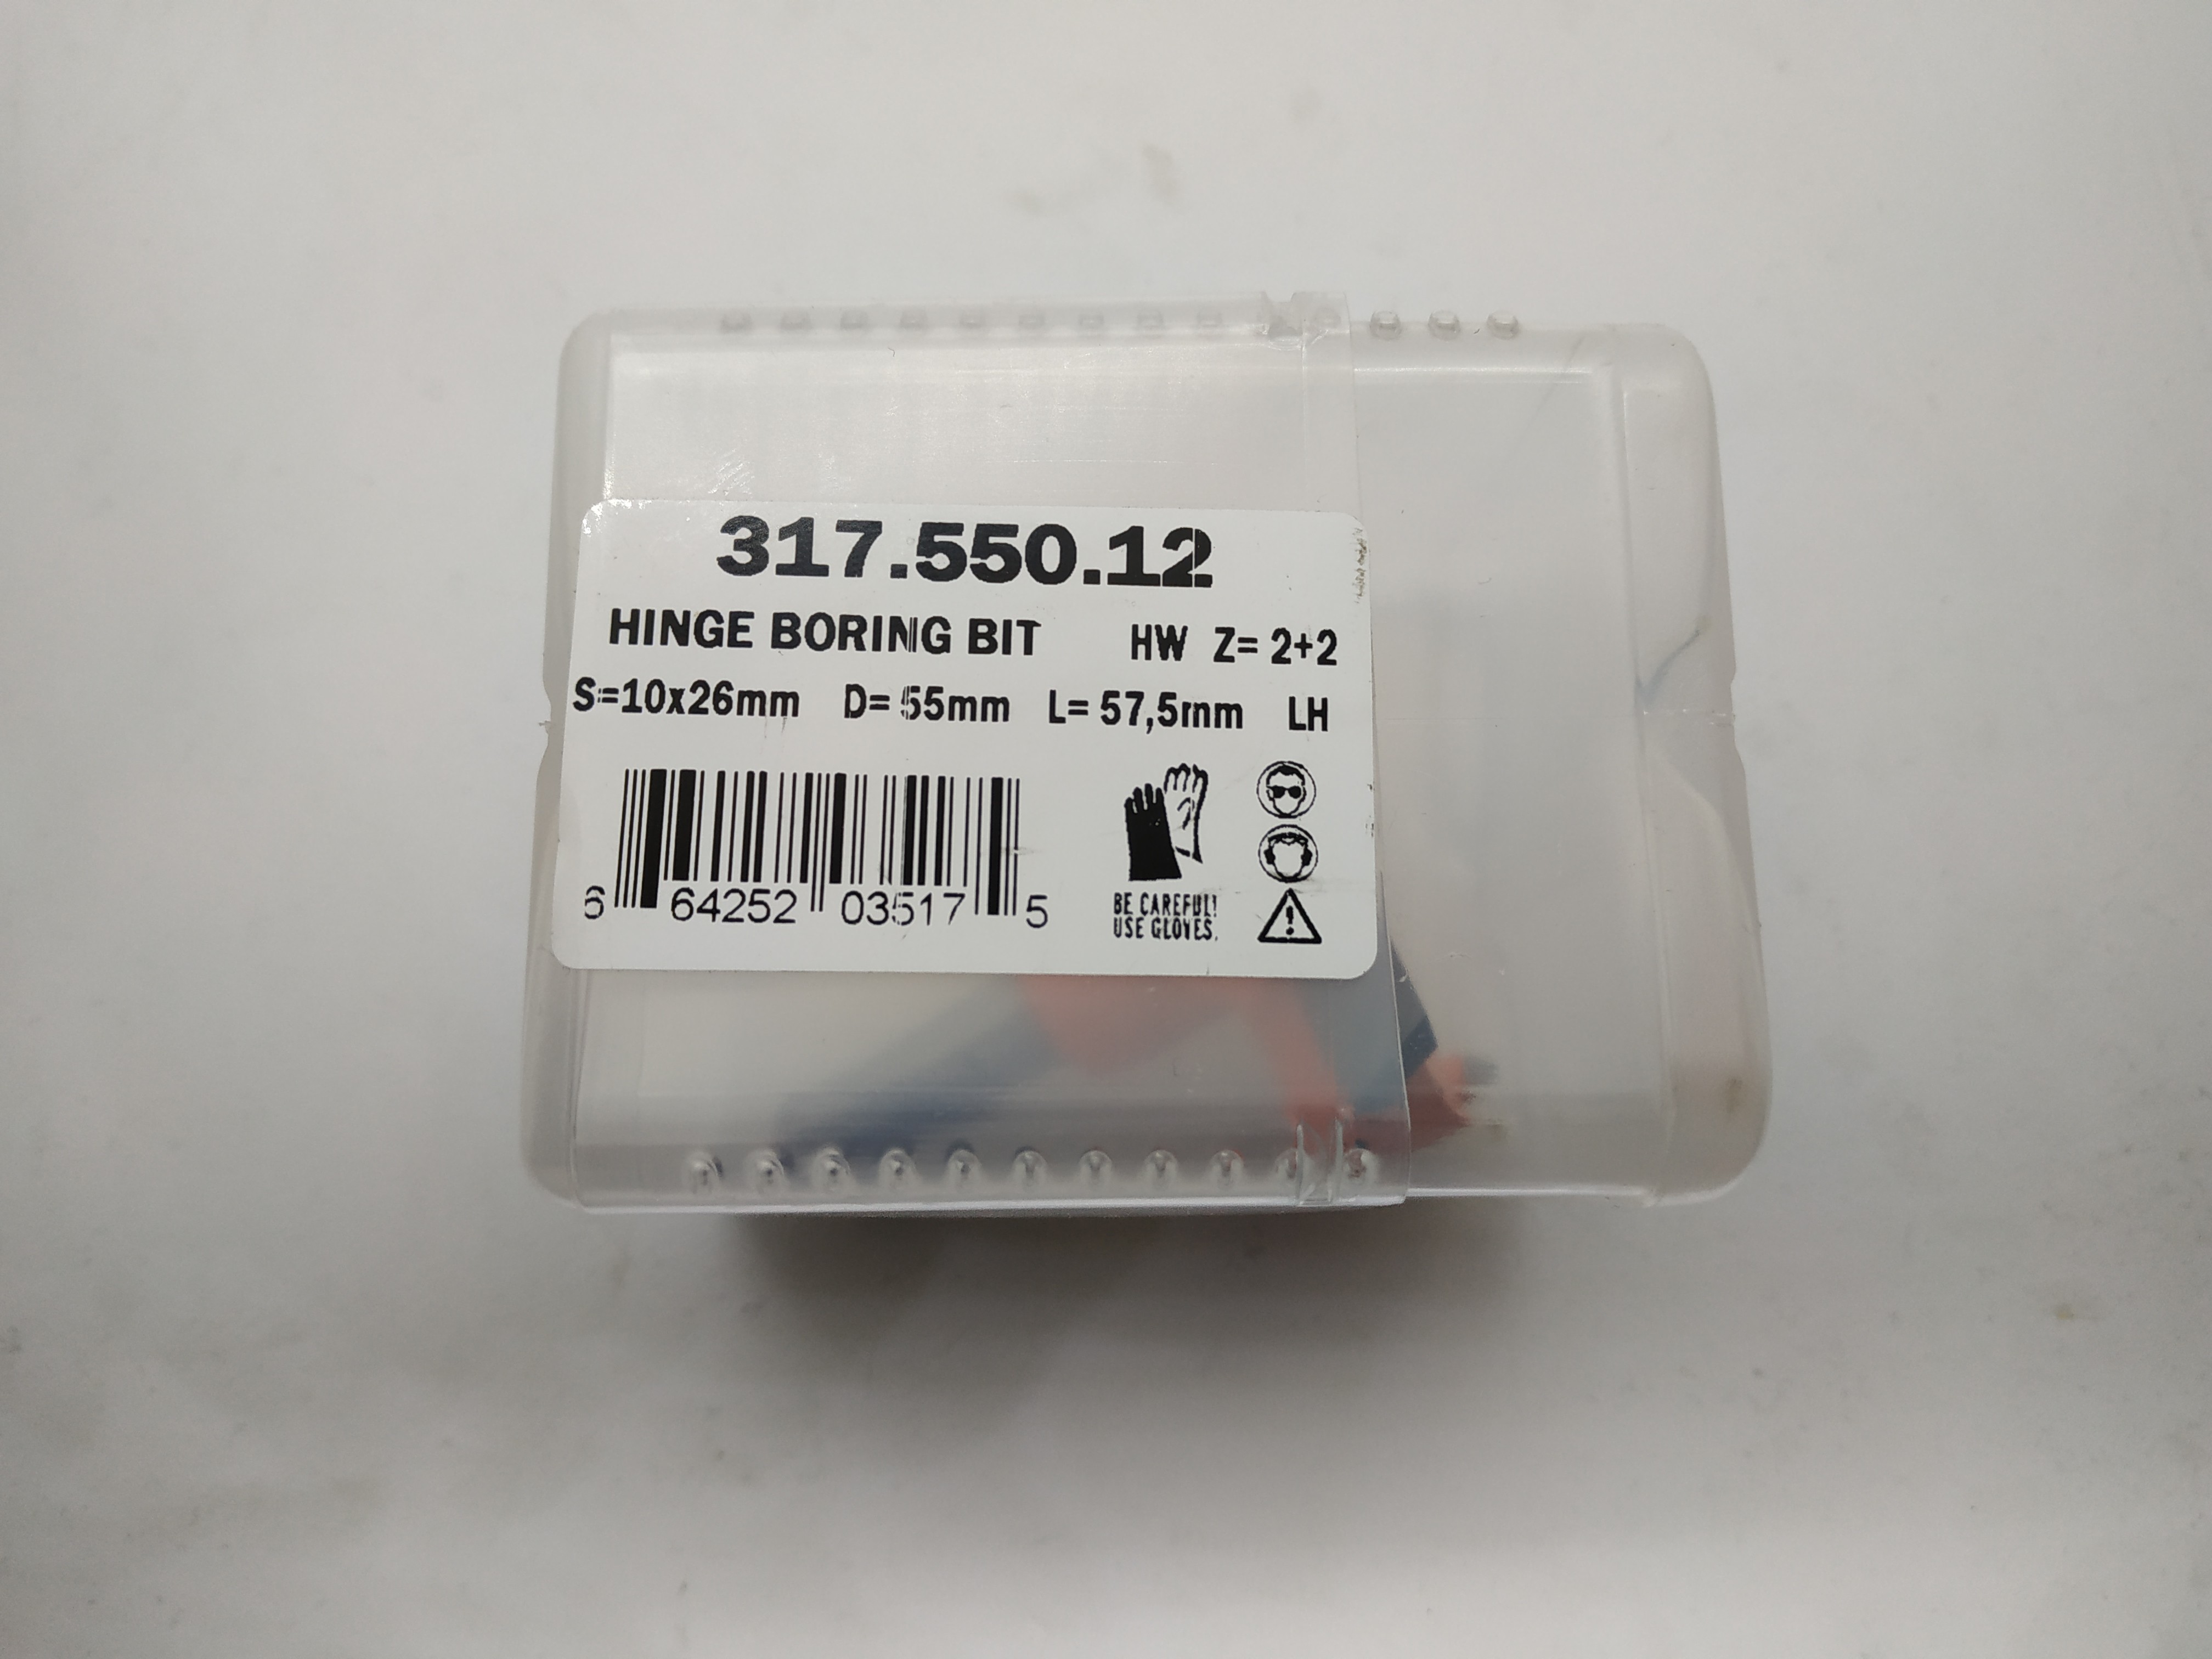 317.550.12
HINGE BORING BIT HW Z= 2+2
S=10x26mm D= 55mm L= 57,5mm LH
6 64252 03517 5
BE CAREFUL!
USE GLOVES.